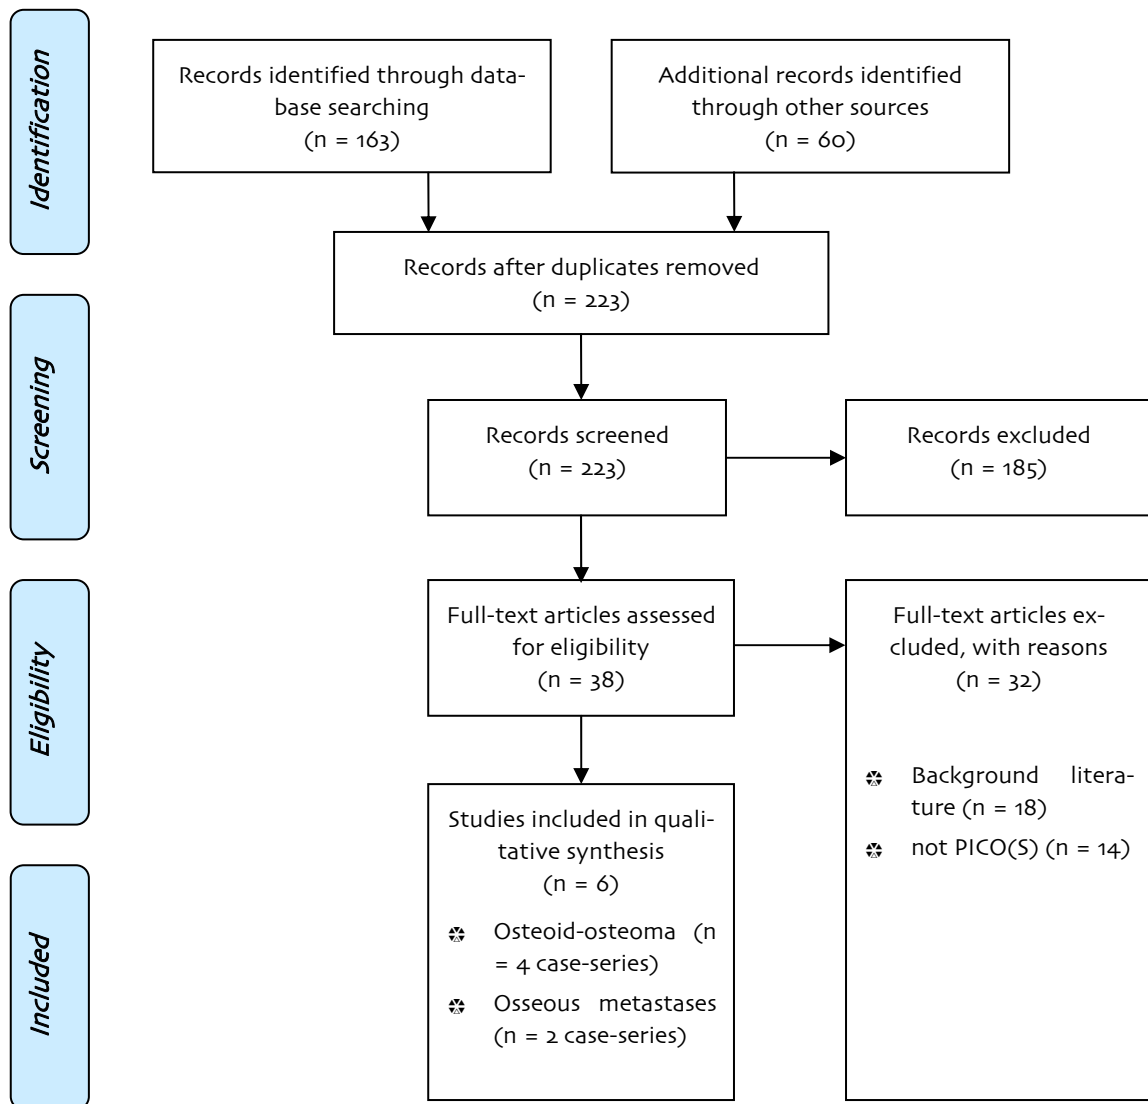 Identification
Records identified through data-
base searching
(n = 163)
Additional records identified
through other sources
(n = 60)
Records after duplicates removed
(n = 223)
Screening
Records screened
(n = 223)
Records excluded
(n = 185)
Eligibility
Full-text articles assessed
for eligibility
(n = 38)
Full-text articles ex-
cluded, with reasons
(n = 32)
Background litera-
ture (n = 18)
not PICO(S) (n = 14)
Included
Studies included in quali-
tative synthesis
(n = 6)
Osteoid-osteoma (n
= 4 case-series)
Osseous metastases
(n = 2 case-series)